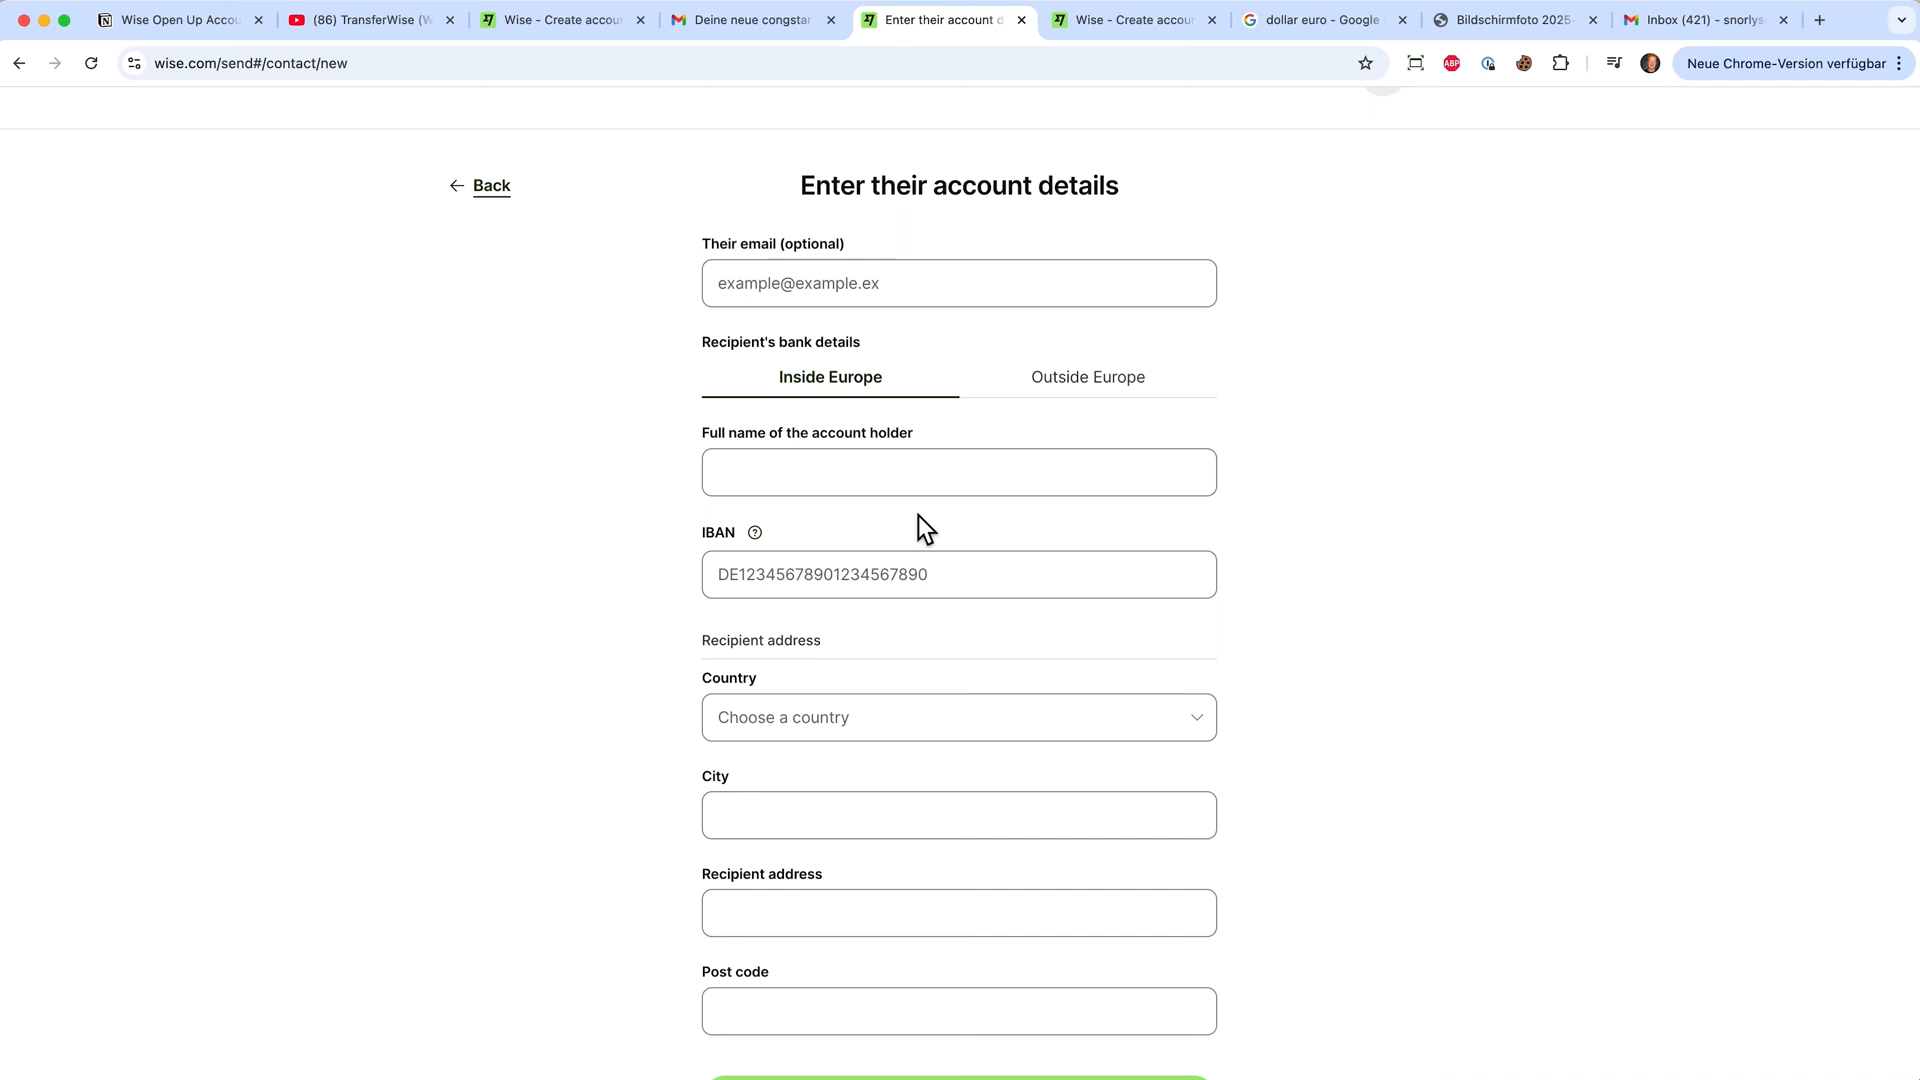 Wise Open Up Accou
(86) TransferWise (W
Wise - Create accour
Deine neue congstar
Enter their account d
Wise - Create accour
dollar euro - Google
Bildschirmfoto 2025-
Inbox (421) - snorlys
wise.com/send#/contact/new
ABP
Neue Chrome-Version verfügbar
Back
Enter their account details
Their email (optional)
example@example.ex
Recipient's bank details
Inside Europe
Outside Europe
Full name of the account holder
IBAN
DE12345678901234567890
Recipient address
Country
Choose a country
City
Recipient address
Post code